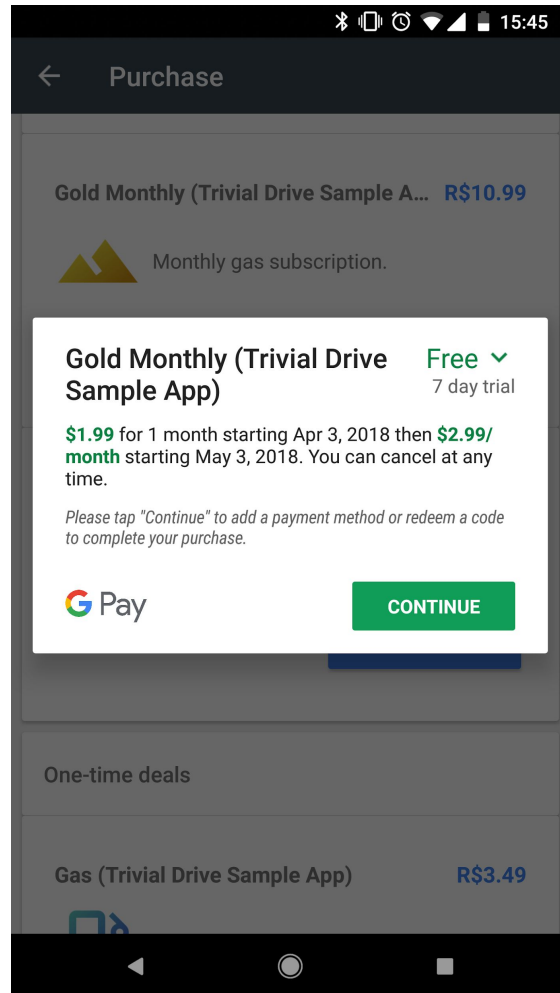 15:45
Purchase
Gold Monthly (Trivial Drive Sample A... R$10.99
Monthly gas subscription.
Gold Monthly (Trivial Drive
Sample App)
Free
7 day trial
$1.99 for 1 month starting Apr 3, 2018 then $2.99/
month starting May 3, 2018. You can cancel at any
time.
Please tap "Continue" to add a payment method or redeem a code
to complete your purchase.
G Pay
CONTINUE
One-time deals
Gas (Trivial Drive Sample App) R$3.49